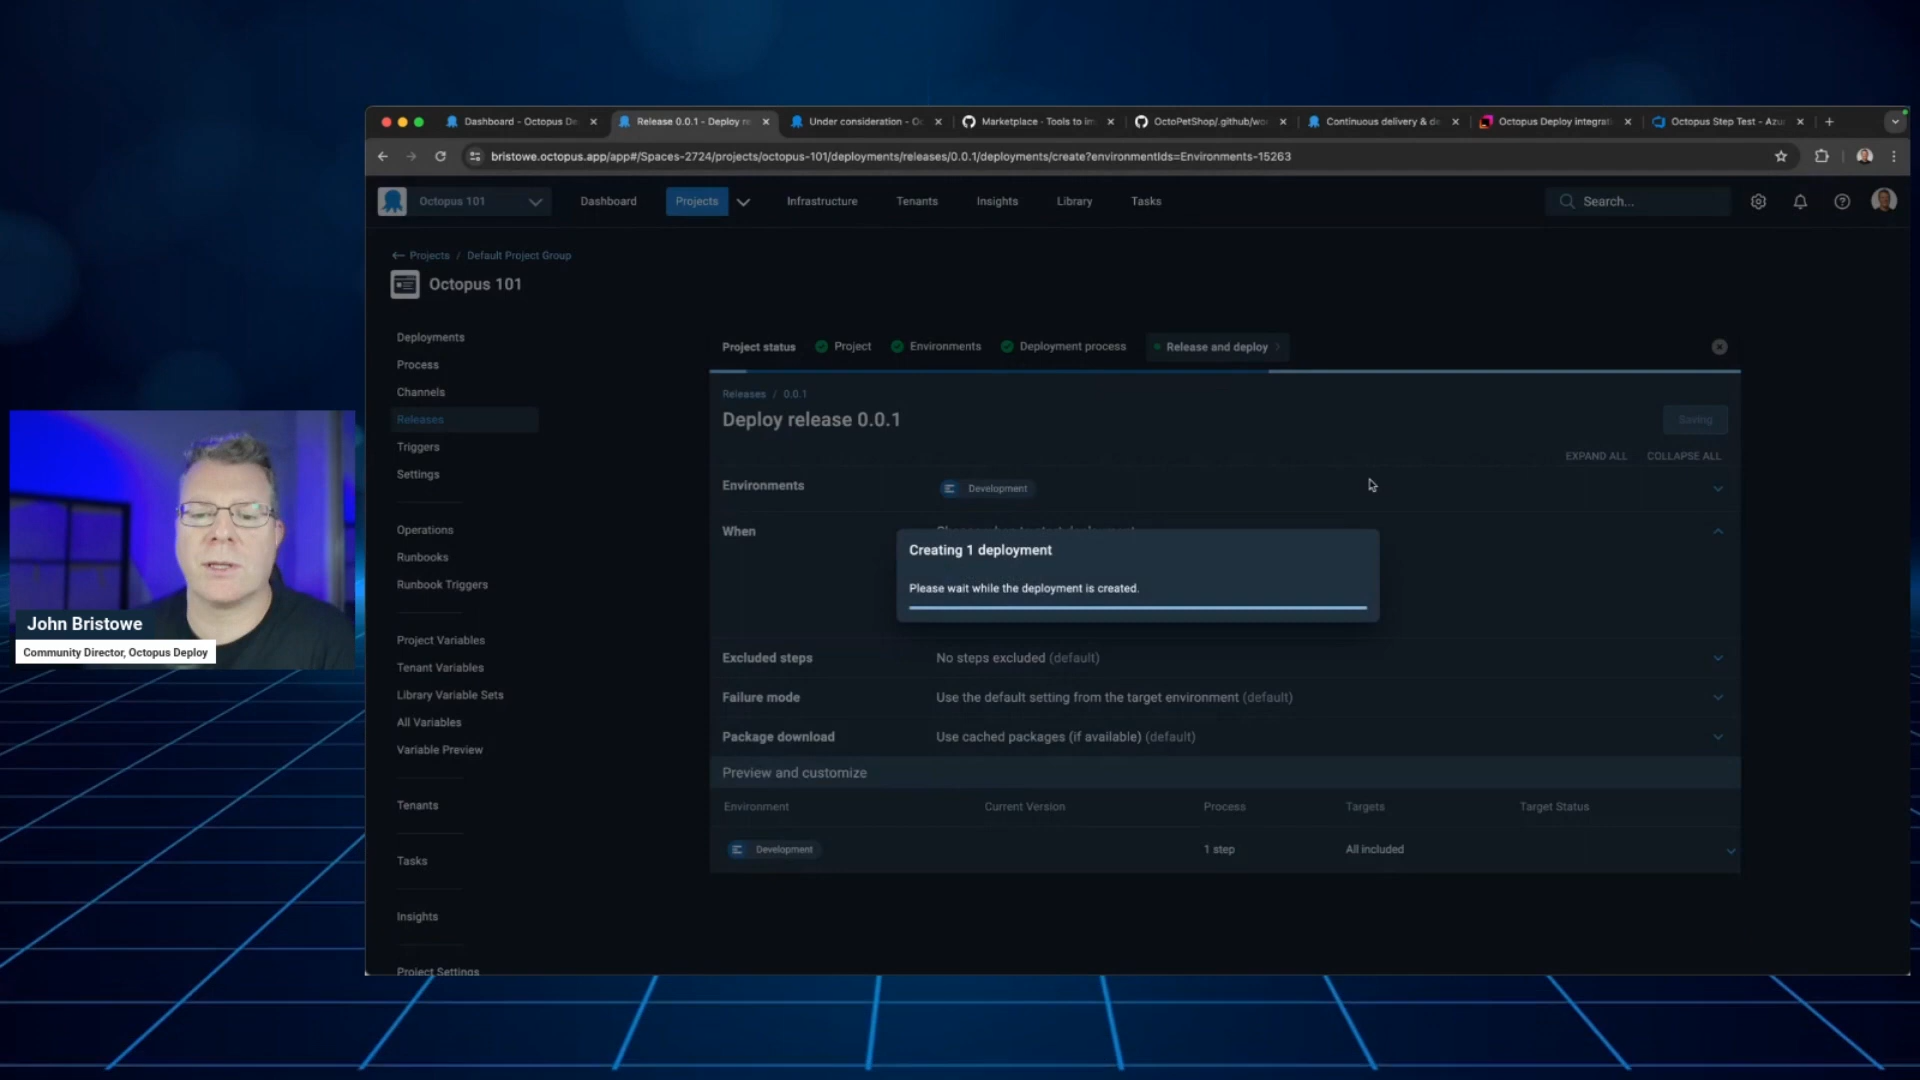 Dashboard - Octopus De
Release 0.0.1 - Deploy re
Under consideration - Oc
Marketplace · Tools to im
OctoPetShop/.github/wor
Continuous delivery & de
Octopus Deploy integrati
Octopus Step Test - Azur
bristowe.octopus.app/app#/Spaces-2724/projects/octopus-101/deployments/releases/0.0.1/deployments/create?environmentIds=Environments-15263
Octopus 101
Dashboard
Projects
Infrastructure
Tenants
Insights
Library
Tasks
Search...
← Projects / Default Project Group
Octopus 101
Deployments
Process
Channels
Releases
Triggers
Settings
Operations
Runbooks
Runbook Triggers
Project Variables
Tenant Variables
Library Variable Sets
All Variables
Variable Preview
Tenants
Tasks
Insights
Project Settings
Project status
Project
Environments
Deployment process
Release and deploy
Releases / 0.0.1
Deploy release 0.0.1
Saving
EXPAND ALL
COLLAPSE ALL
Environments
Development
When
Creating 1 deployment
Please wait while the deployment is created.
Excluded steps
No steps excluded (default)
Failure mode
Use the default setting from the target environment (default)
Package download
Use cached packages (if available) (default)
Preview and customize
Environment
Current Version
Process
Targets
Target Status
Development
1 step
All included
John Bristowe
Community Director, Octopus Deploy